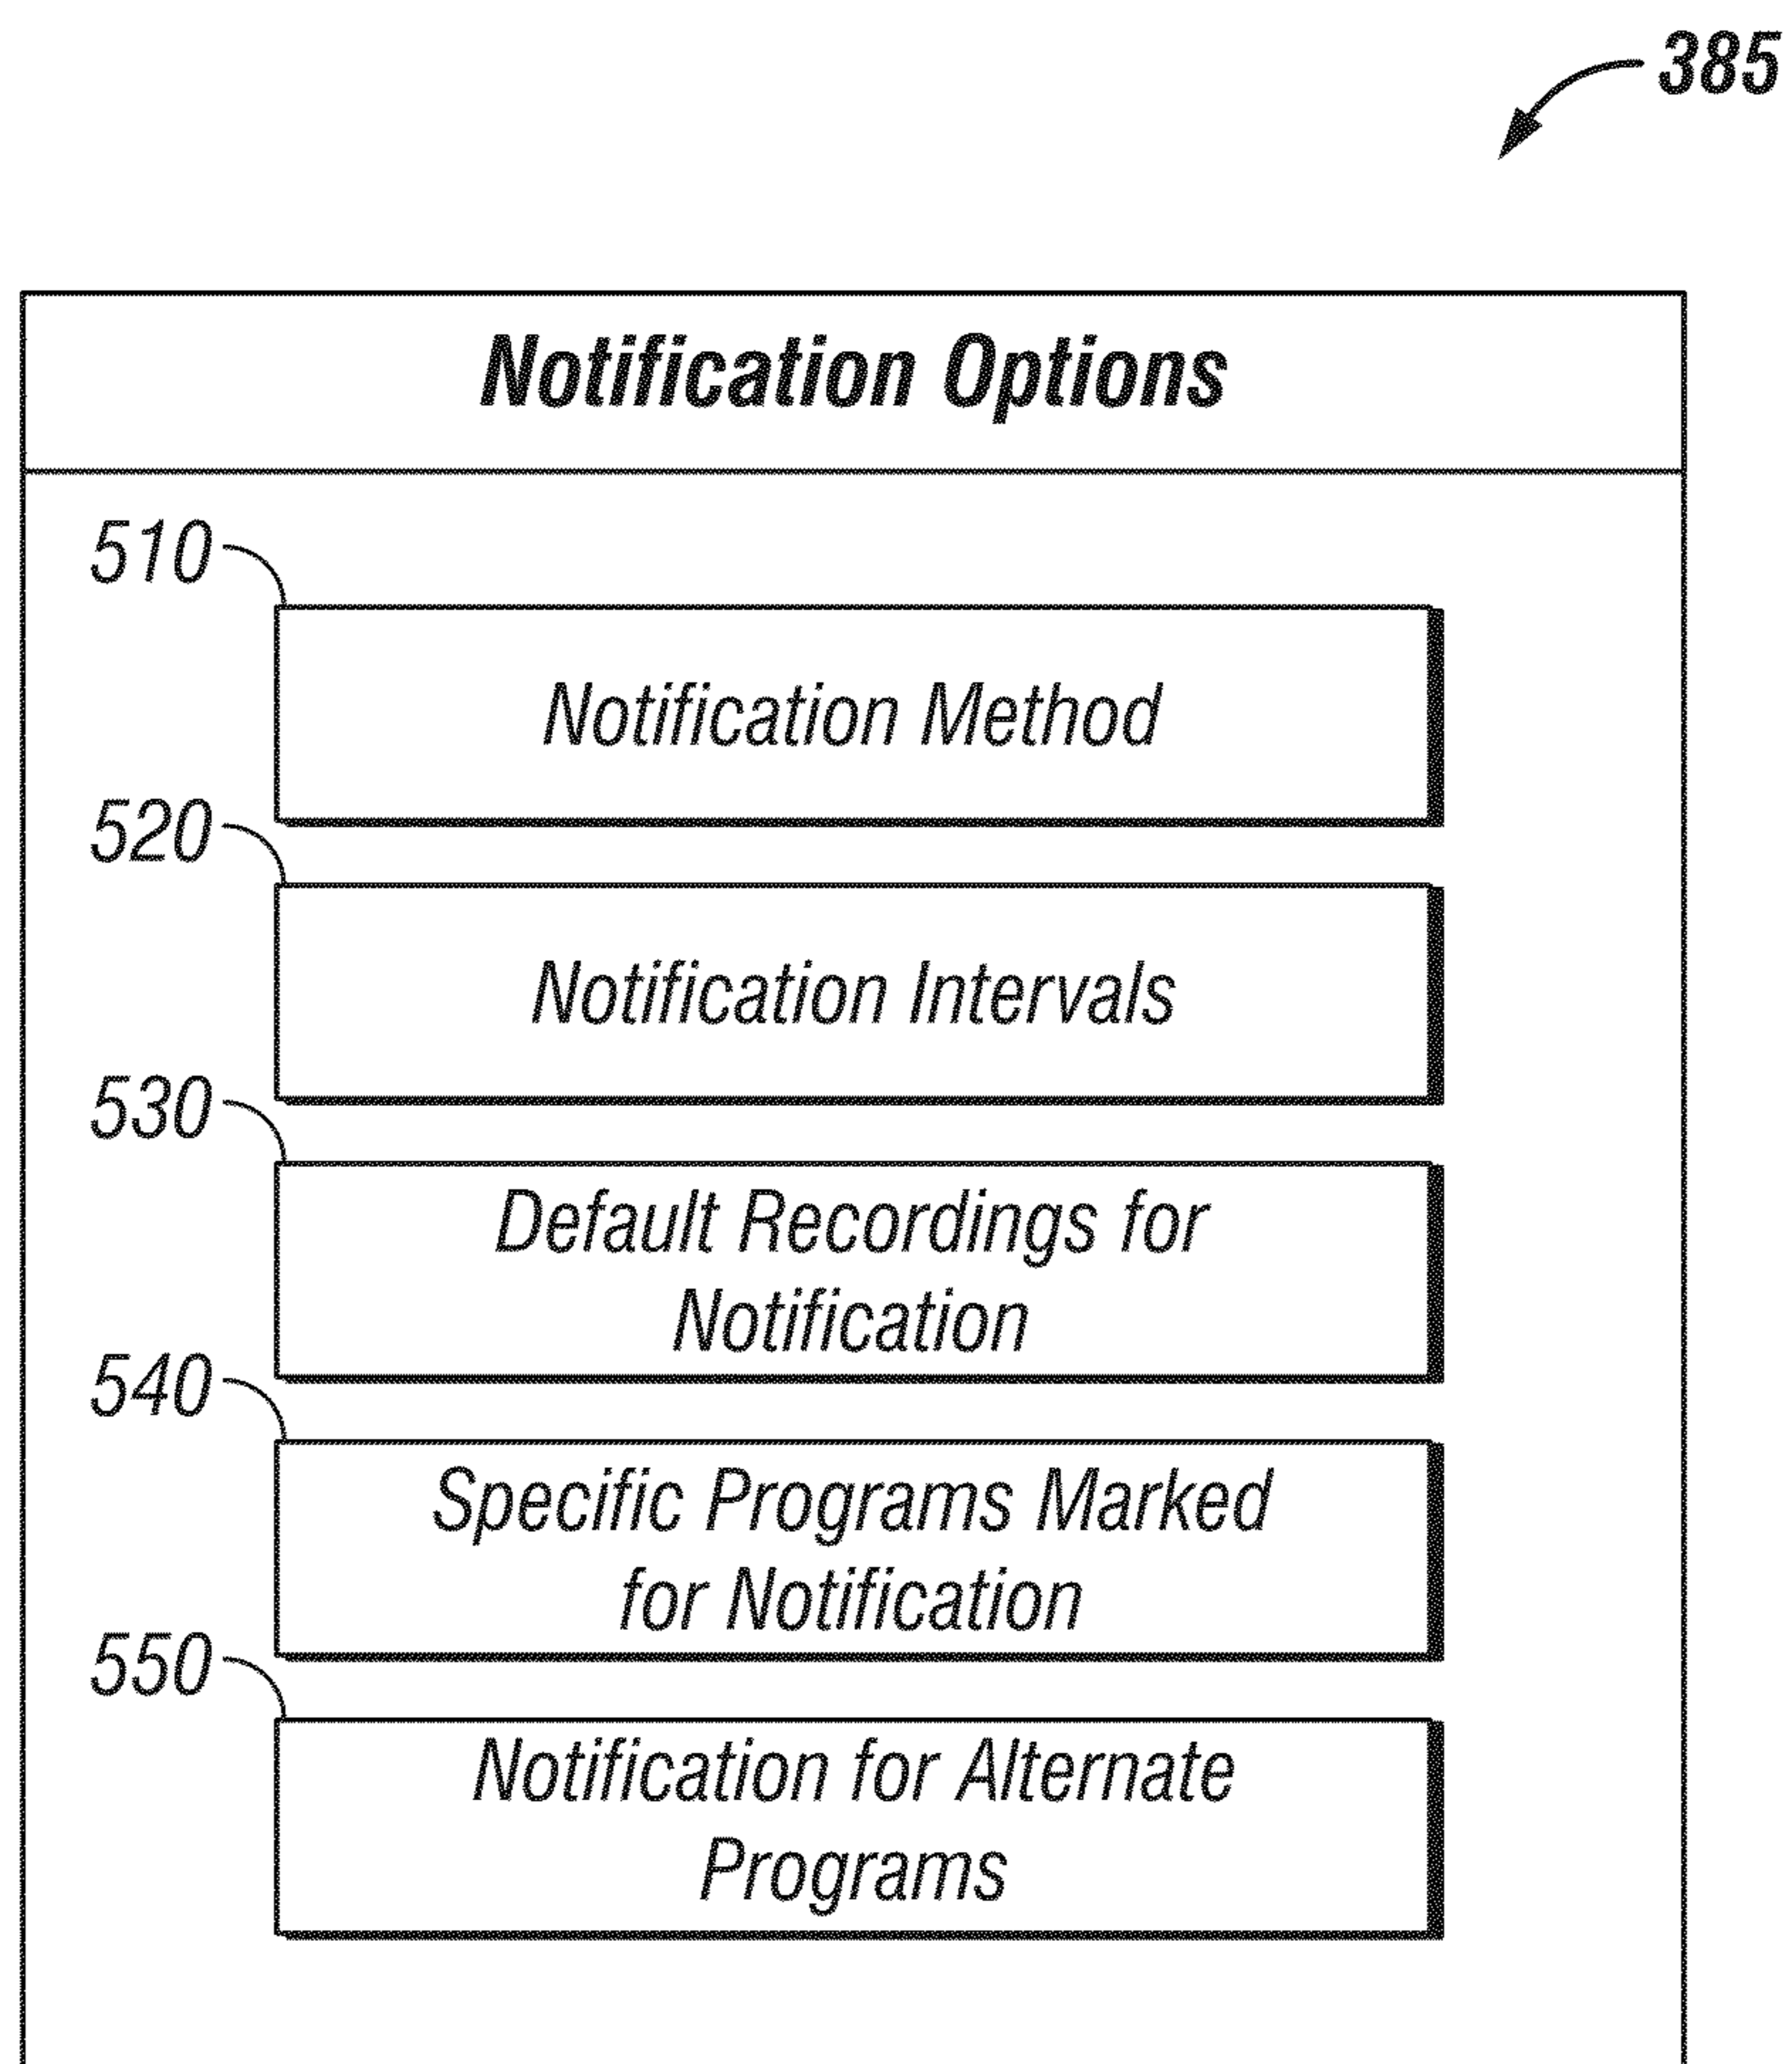 385
Notification Options
510
Notification Method
520
Notification Intervals
530
Default Recordings for
Notification
540
Specific Programs Marked
for Notification
550
Notification for Alternate
Programs